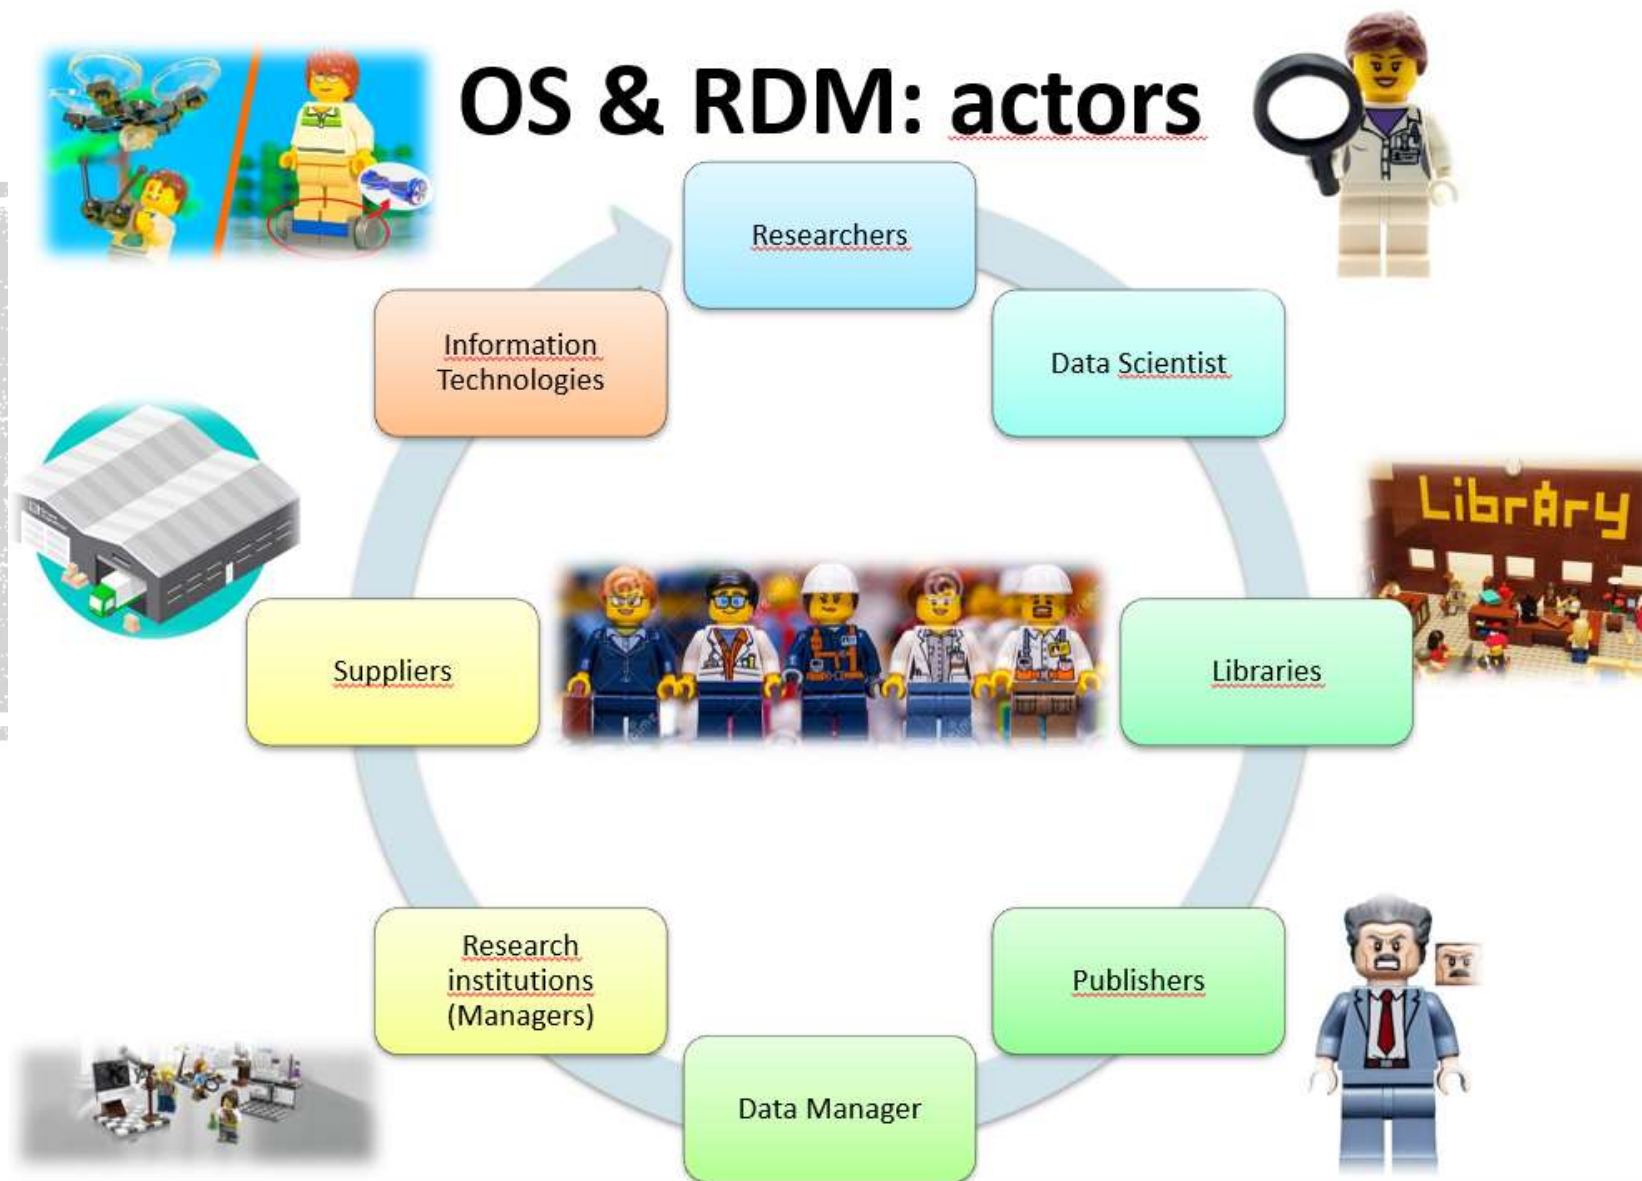 OS & RDM: actors
Researchers
Data Scientist
Libraries
LibrAry
Publishers
Data Manager
Research
institutions
(Managers)
Suppliers
Information
Technologies